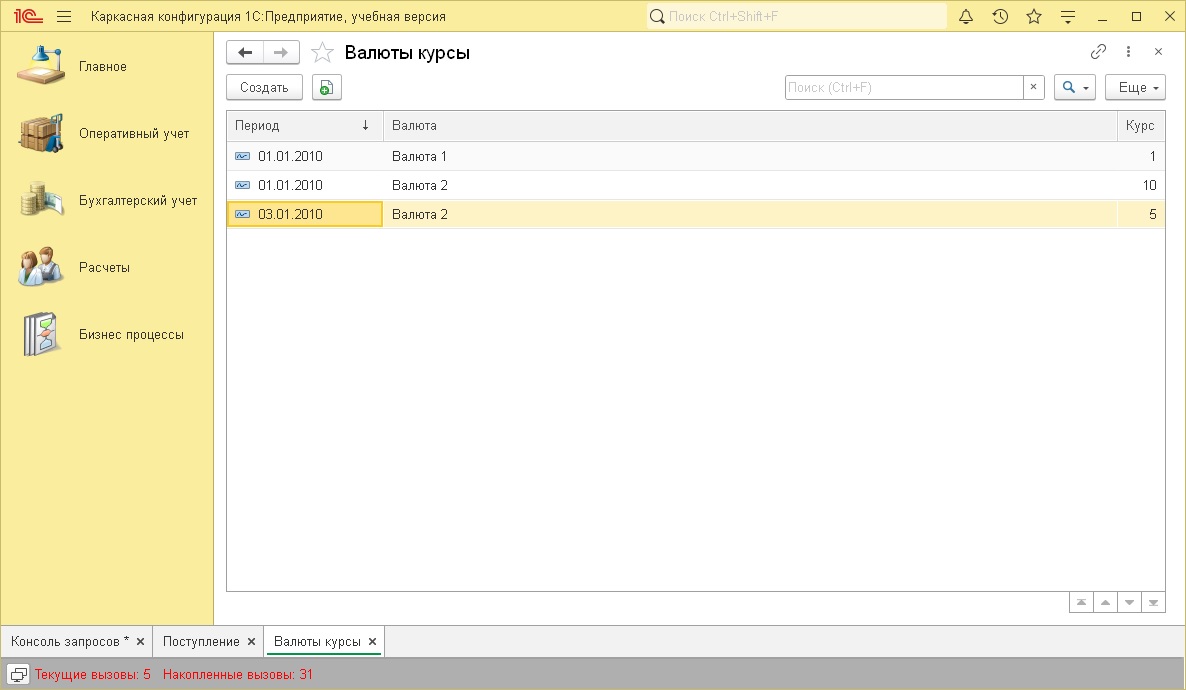 1С Каркасная конфигурация 1С:Предприятие, учебная версия Поиск Ctrl+Shift+F
Главное
Оперативный учет
Бухгалтерский учет
Расчеты
Бизнес процессы
Валюты курсы
Создать Поиск (Ctrl+F) × Еще
Период ↓ Валюта Курс
01.01.2010 Валюта 1 1
01.01.2010 Валюта 2 10
03.01.2010 Валюта 2 5
Консоль запросов * × Поступление × Валюты курсы ×
Текущие вызовы: 5 Накопленные вызовы: 31